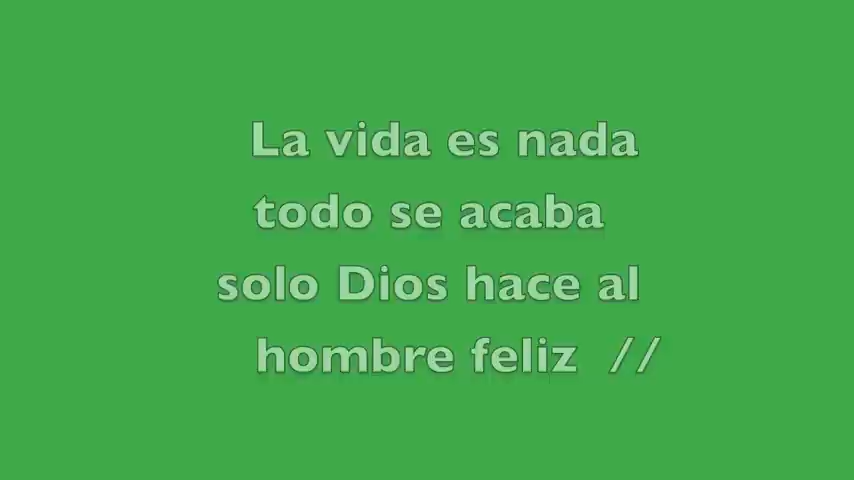 La vida es nada
todo se acaba
solo Dios hace al
hombre feliz //